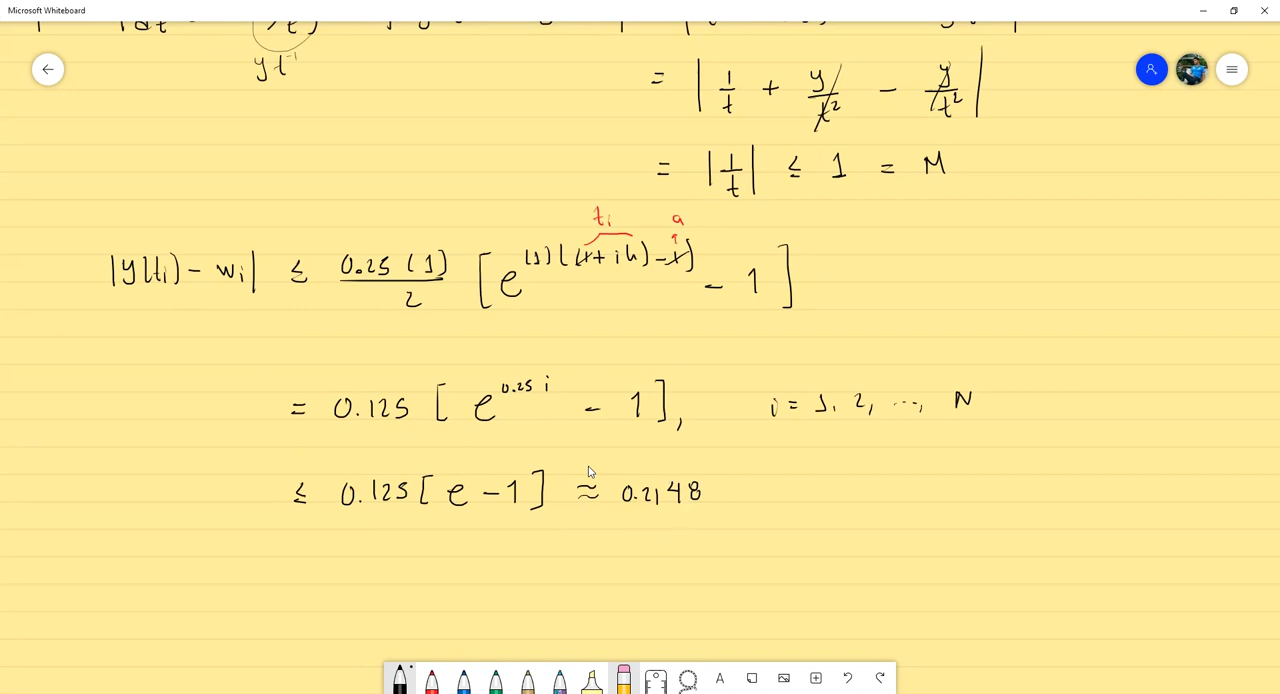 Microsoft Whiteboard
y t⁻¹
= | 1/t + y/t² - y/t² |
= | 1/t | ≤ 1 = M
ti a
|y(ti) - wi| ≤ 0.25 (1)/2 [ e^(1)((1 + ih) - 1) - 1 ]
= 0.125 [ e^0.25 i - 1 ], i = 1, 2, ..., N
≤ 0.125 [ e - 1 ] ≈ 0.2148
A